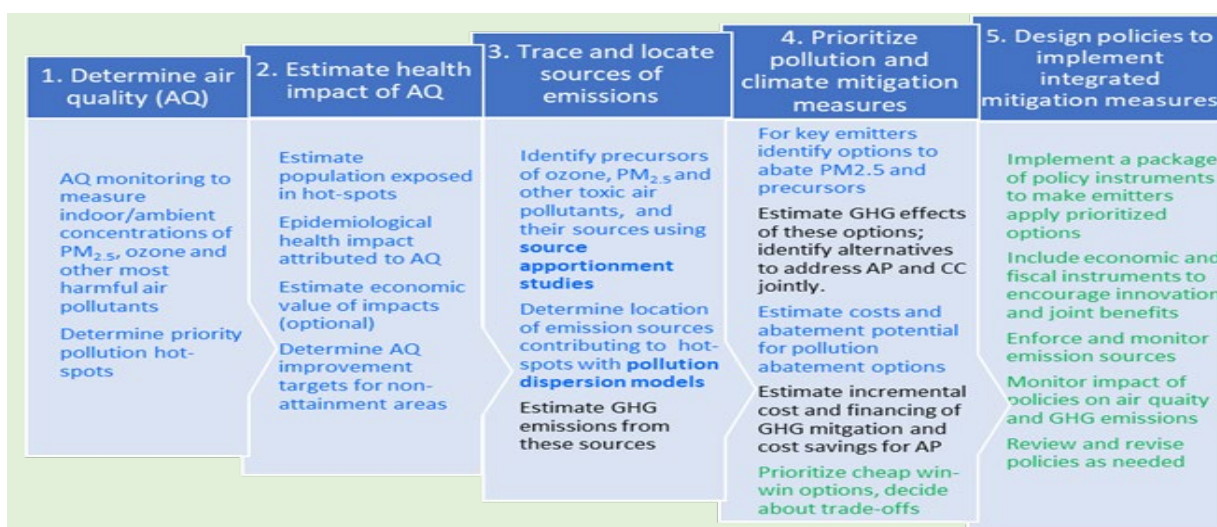 1. Determine air
quality (AQ)
AQ monitoring to
measure
indoor/ambient
concentrations of
PM2.5, ozone and
other most
harmful air
pollutants
Determine priority
pollution hot-
spots
2. Estimate health
impact of AQ
Estimate
population exposed
in hot-spots
Epidemiological
health impact
attributed to AQ
Estimate economic
value of impacts
(optional)
Determine AQ
improvement
targets for non-
attainment areas
3. Trace and locate
sources of
emissions
Identify precursors
of ozone, PM2.5 and
other toxic air
pollutants, and
their sources using
source
apportionment
studies
Determine location
of emission sources
contributing to hot-
spots with pollution
dispersion models
Estimate GHG
emissions from
these sources
4. Prioritize
pollution and
climate mitigation
measures
For key emitters
identify options to
abate PM2.5 and
precursors
Estimate GHG effects
of these options;
identify alternatives
to address AP and CC
jointly.
Estimate costs and
abatement potential
for pollution
abatement options
Estimate incremental
cost and financing of
GHG mitgation and
cost savings for AP
Prioritize cheap win-
win options, decide
about trade-offs
5. Design policies to
implement
integrated
mitigation measures
Implement a package
of policy instruments
to make emitters
apply prioritized
options
Include economic and
fiscal instruments to
encourage innovation
and joint benefits
Enforce and monitor
emission sources
Monitor impact of
policies on air quaity
and GHG emissions
Review and revise
policies as needed